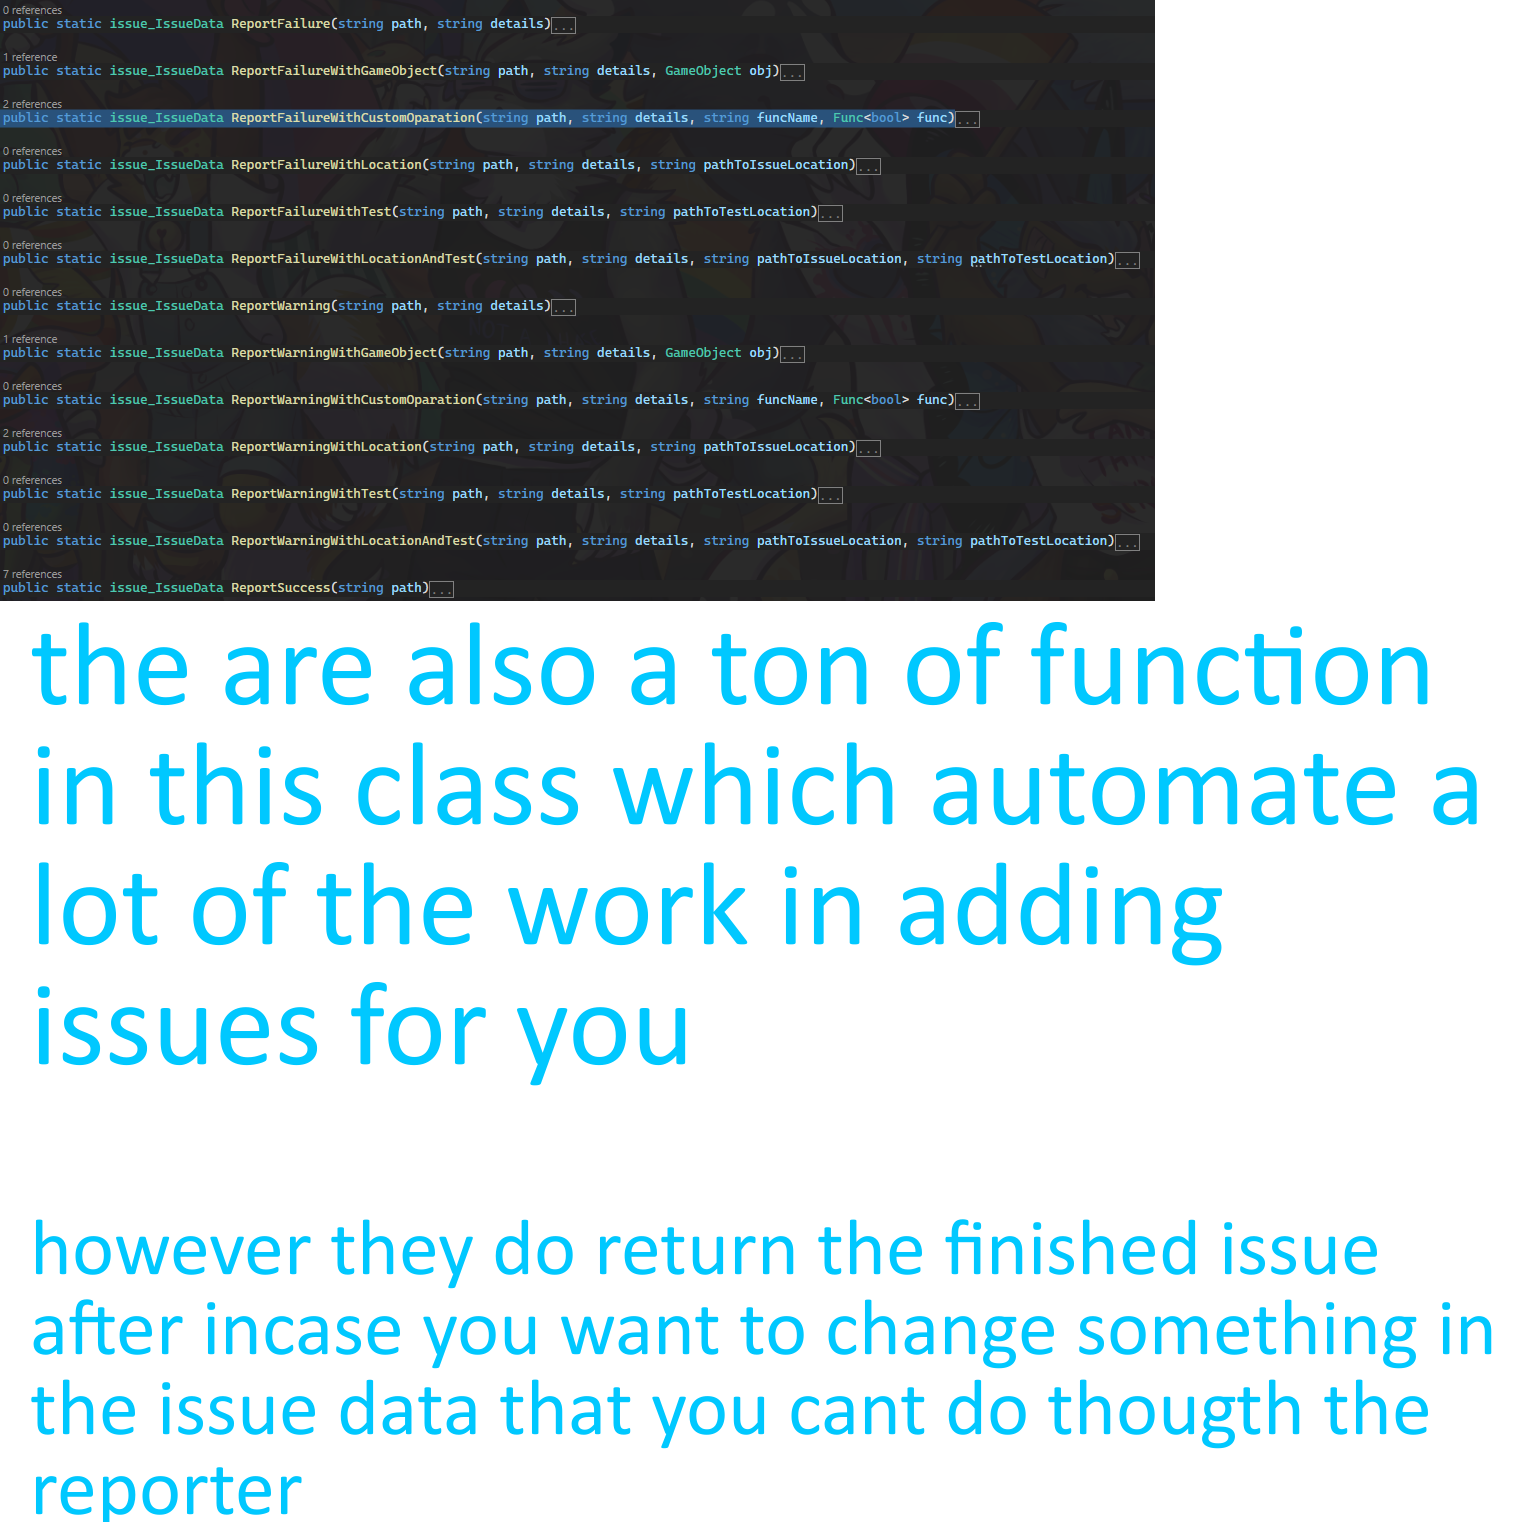 0 references
public static issue_IssueData ReportFailure(string path, string details)...
1 reference
public static issue_IssueData ReportFailureWithGameObject(string path, string details, GameObject obj)...
2 references
public static issue_IssueData ReportFailureWithCustomOparation(string path, string details, string funcName, Func<bool> func)...
0 references
public static issue_IssueData ReportFailureWithLocation(string path, string details, string pathToIssueLocation)...
0 references
public static issue_IssueData ReportFailureWithTest(string path, string details, string pathToTestLocation)...
0 references
public static issue_IssueData ReportFailureWithLocationAndTest(string path, string details, string pathToIssueLocation, string pathToTestLocation)...
0 references
public static issue_IssueData ReportWarning(string path, string details)...
1 reference
public static issue_IssueData ReportWarningWithGameObject(string path, string details, GameObject obj)...
0 references
public static issue_IssueData ReportWarningWithCustomOparation(string path, string details, string funcName, Func<bool> func)...
2 references
public static issue_IssueData ReportWarningWithLocation(string path, string details, string pathToIssueLocation)...
0 references
public static issue_IssueData ReportWarningWithTest(string path, string details, string pathToTestLocation)...
0 references
public static issue_IssueData ReportWarningWithLocationAndTest(string path, string details, string pathToIssueLocation, string pathToTestLocation)...
7 references
public static issue_IssueData ReportSuccess(string path)...
the are also a ton of function
in this class which automate a
lot of the work in adding
issues for you
however they do return the finished issue
after incase you want to change something in
the issue data that you cant do thougth the
reporter